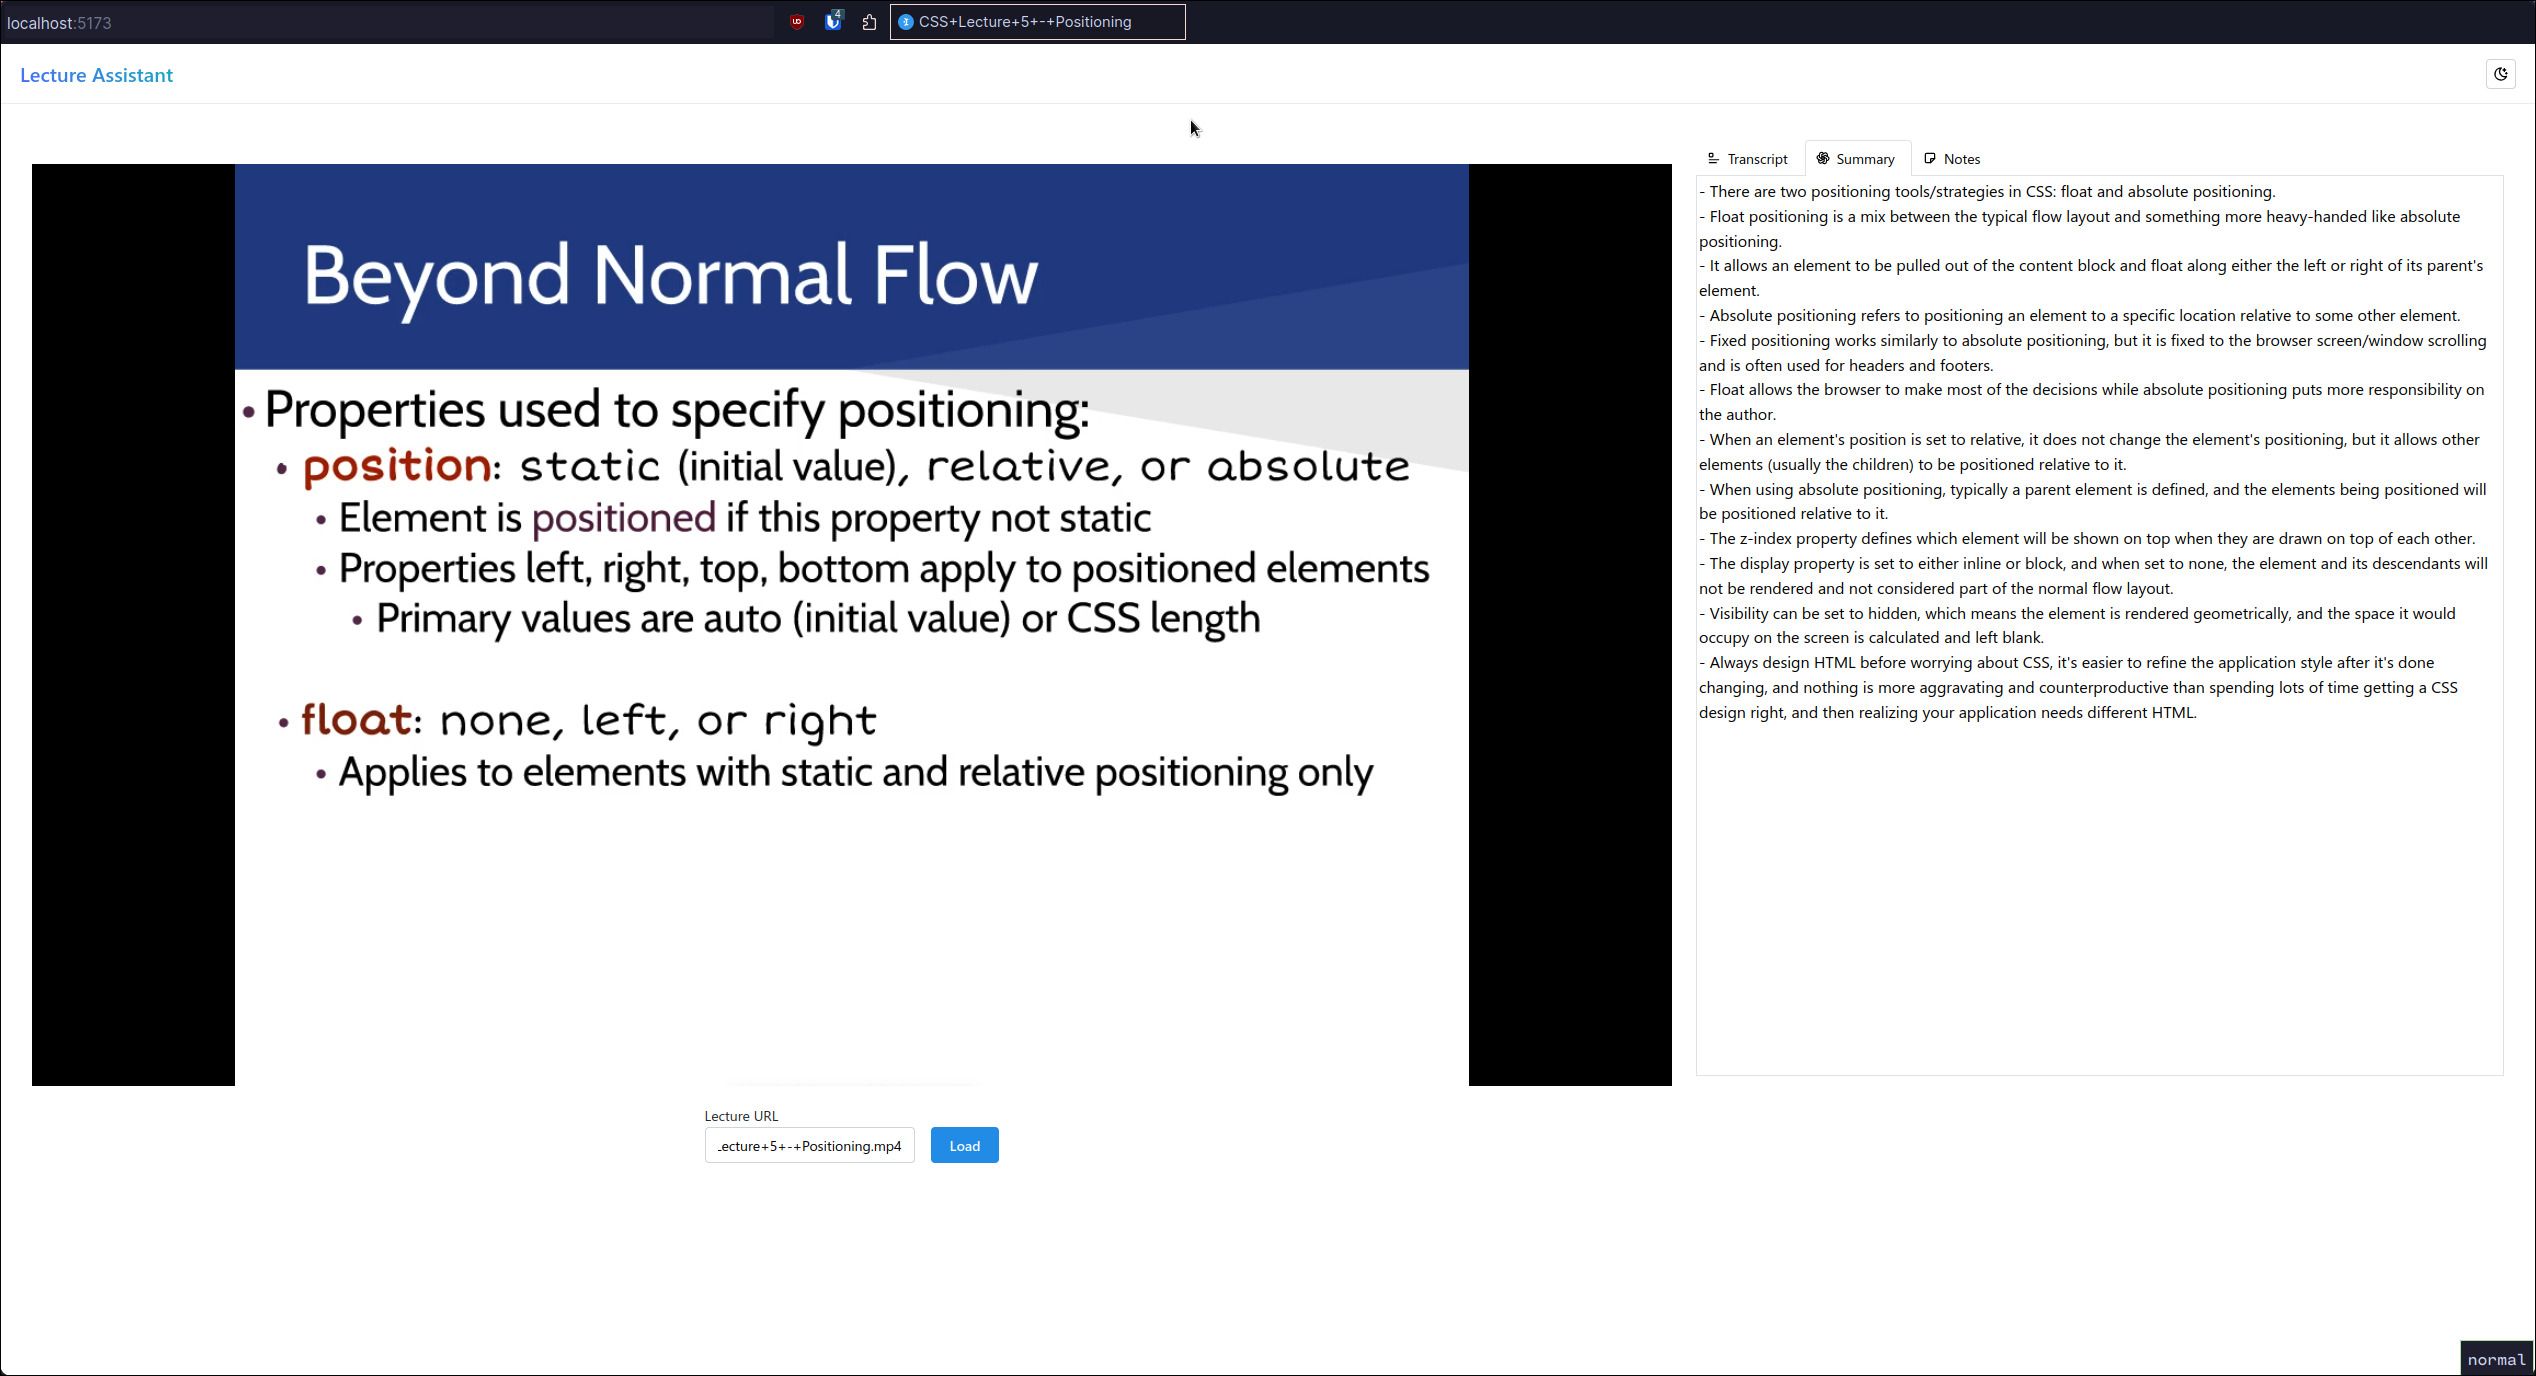 localhost:5173
4
CSS+Lecture+5+-+Positioning
Lecture Assistant
Beyond Normal Flow
• Properties used to specify positioning:
• position: static (initial value), relative, or absolute
• Element is positioned if this property not static
• Properties left, right, top, bottom apply to positioned elements
• Primary values are auto (initial value) or CSS length
• float: none, left, or right
• Applies to elements with static and relative positioning only
Lecture URL
ecture+5+-+Positioning.mp4
Load
Transcript
Summary
Notes
- There are two positioning tools/strategies in CSS: float and absolute positioning.
- Float positioning is a mix between the typical flow layout and something more heavy-handed like absolute
positioning.
- It allows an element to be pulled out of the content block and float along either the left or right of its parent's
element.
- Absolute positioning refers to positioning an element to a specific location relative to some other element.
- Fixed positioning works similarly to absolute positioning, but it is fixed to the browser screen/window scrolling
and is often used for headers and footers.
- Float allows the browser to make most of the decisions while absolute positioning puts more responsibility on
the author.
- When an element's position is set to relative, it does not change the element's positioning, but it allows other
elements (usually the children) to be positioned relative to it.
- When using absolute positioning, typically a parent element is defined, and the elements being positioned will
be positioned relative to it.
- The z-index property defines which element will be shown on top when they are drawn on top of each other.
- The display property is set to either inline or block, and when set to none, the element and its descendants will
not be rendered and not considered part of the normal flow layout.
- Visibility can be set to hidden, which means the element is rendered geometrically, and the space it would
occupy on the screen is calculated and left blank.
- Always design HTML before worrying about CSS, it's easier to refine the application style after it's done
changing, and nothing is more aggravating and counterproductive than spending lots of time getting a CSS
design right, and then realizing your application needs different HTML.
normal